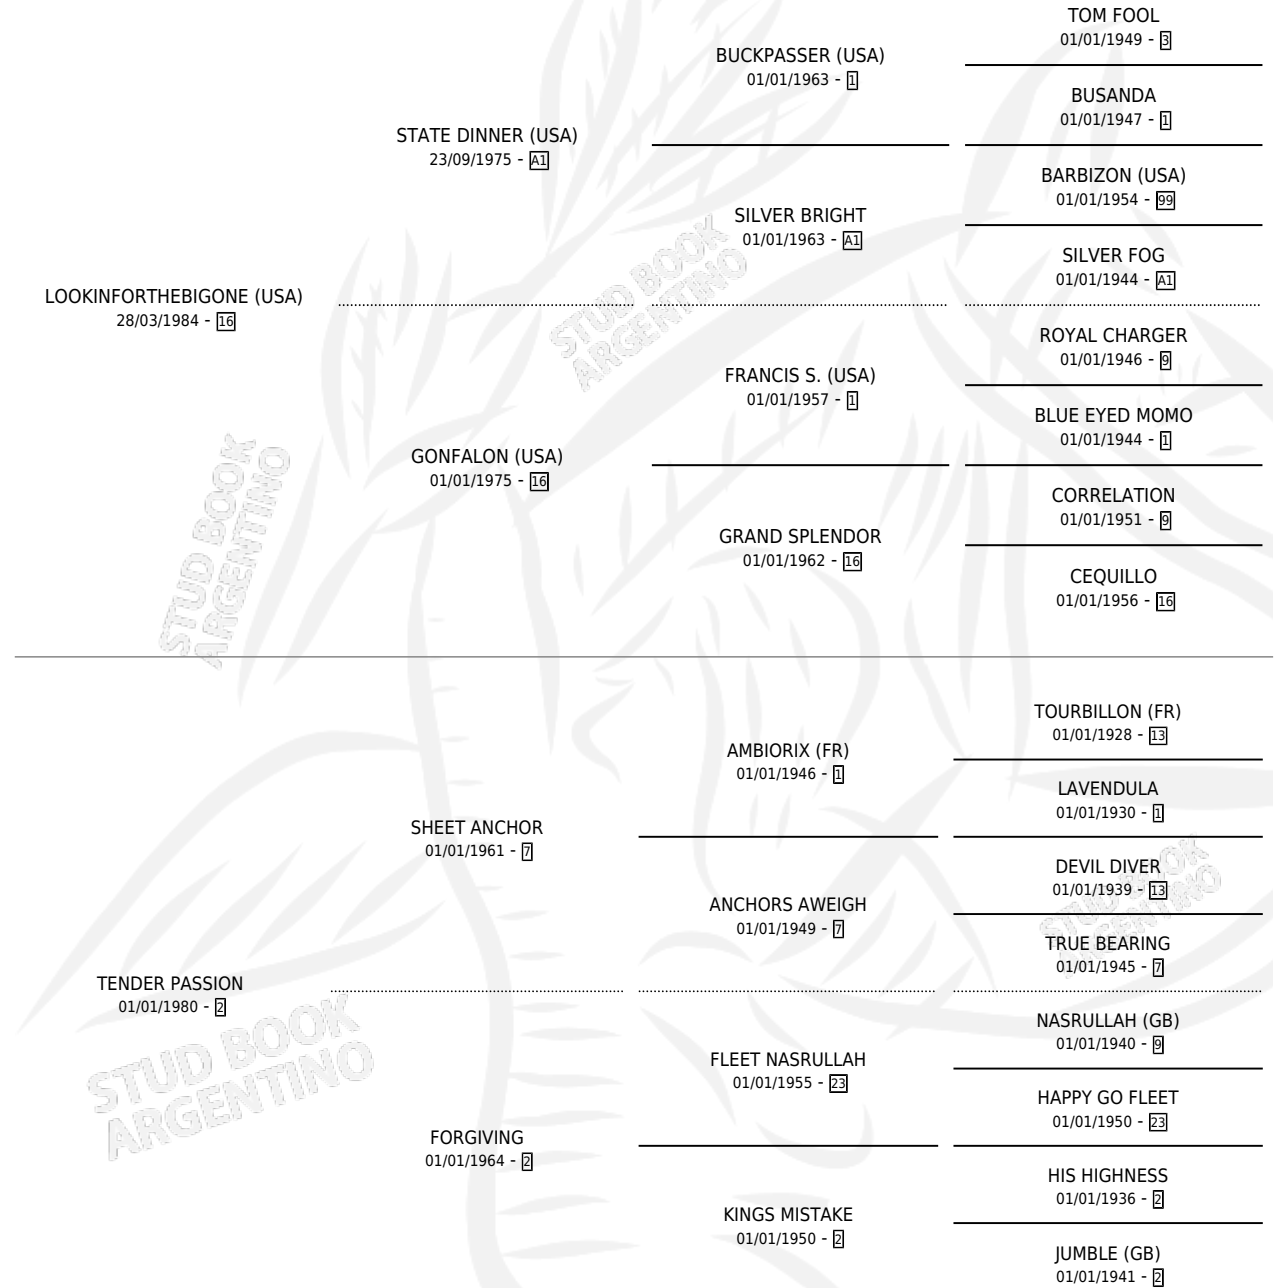 TOM FOOL
01/01/1949 - 3
BUCKPASSER (USA)
01/01/1963 - 1
BUSANDA
01/01/1947 - 1
STATE DINNER (USA)
23/09/1975 - A1
BARBIZON (USA)
01/01/1954 - 99
SILVER BRIGHT
01/01/1963 - A1
SILVER FOG
01/01/1944 - A1
LOOKINFORTHEBIGONE (USA)
28/03/1984 - 16
ROYAL CHARGER
01/01/1946 - 9
FRANCIS S. (USA)
01/01/1957 - 1
BLUE EYED MOMO
01/01/1944 - 1
GONFALON (USA)
01/01/1975 - 16
CORRELATION
01/01/1951 - 9
GRAND SPLENDOR
01/01/1962 - 16
CEQUILLO
01/01/1956 - 16
TOURBILLON (FR)
01/01/1928 - 13
AMBIORIX (FR)
01/01/1946 - 1
LAVENDULA
01/01/1930 - 1
SHEET ANCHOR
01/01/1961 - 7
DEVIL DIVER
01/01/1939 - 13
ANCHORS AWEIGH
01/01/1949 - 7
TRUE BEARING
01/01/1945 - 7
TENDER PASSION
01/01/1980 - 2
NASRULLAH (GB)
01/01/1940 - 9
FLEET NASRULLAH
01/01/1955 - 23
HAPPY GO FLEET
01/01/1950 - 23
FORGIVING
01/01/1964 - 2
HIS HIGHNESS
01/01/1936 - 2
KINGS MISTAKE
01/01/1950 - 2
JUMBLE (GB)
01/01/1941 - 2
STUD BOOK
ARGENTINO
STUD BOOK
ARGENTINO
STUD BOOK
ARGENTINO
STUD BOOK
ARGENTINO